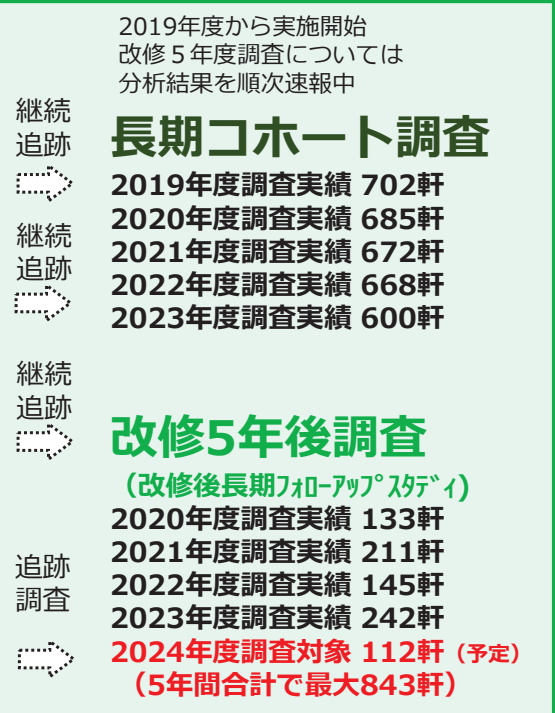 2019年度から実施開始
改修５年度調査については
分析結果を順次速報中
継続
追跡
長期コホート調査
2019年度調査実績 702軒
2020年度調査実績 685軒
継続
追跡
2021年度調査実績 672軒
2022年度調査実績 668軒
2023年度調査実績 600軒
継続
追跡
改修5年後調査
（改修後長期ﾌｫﾛｰｱｯﾌﾟｽﾀﾃﾞｨ)
2020年度調査実績 133軒
2021年度調査実績 211軒
2022年度調査実績 145軒
2023年度調査実績 242軒
追跡
調査
2024年度調査対象 112軒（予定）
（5年間合計で最大843軒）